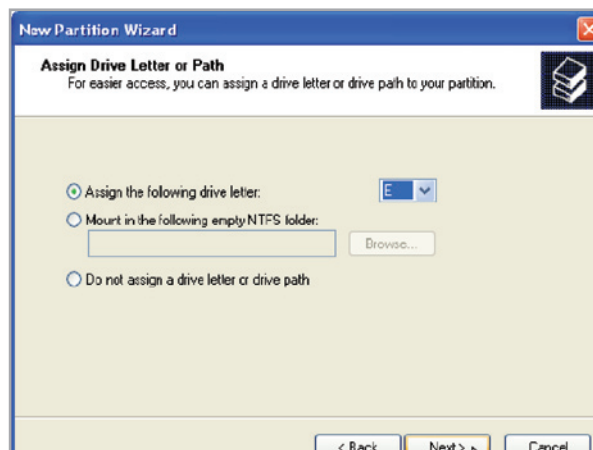 New Partition Wizard
Assign Drive Letter or Path
For easier access, you can assign a drive letter or drive path to your partition.
Assign the following drive letter: E
Mount in the following empty NTFS folder:
Browse...
Do not assign a drive letter or drive path
< Back Next > Cancel